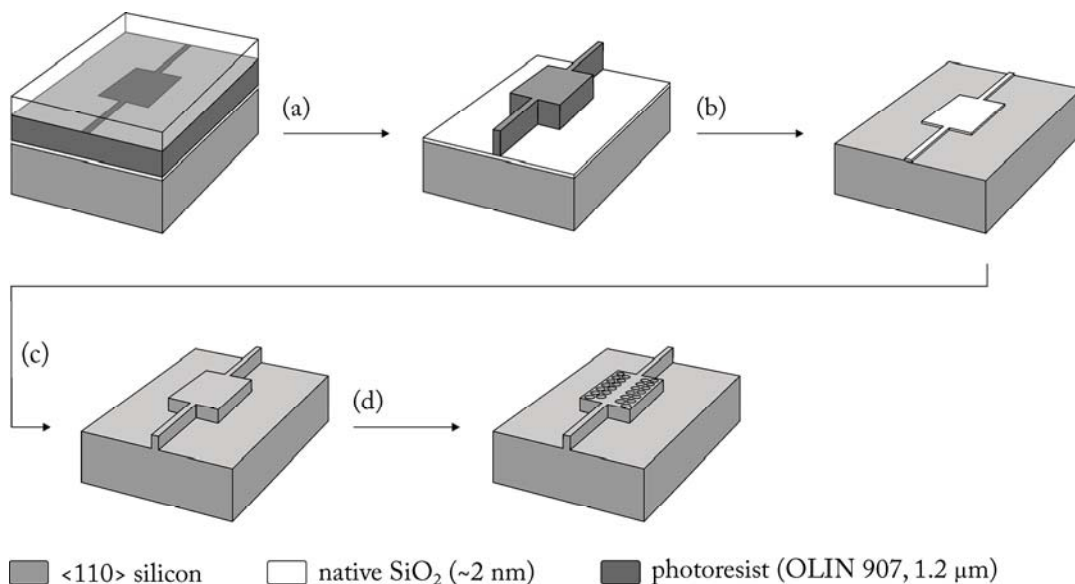 (a)
(b)
(c)
(d)
<110> silicon
native SiO₂ (~2 nm)
photoresist (OLIN 907, 1.2 µm)